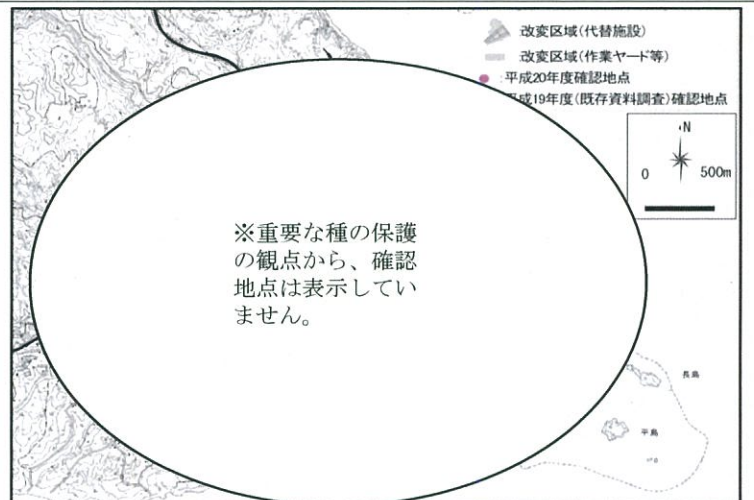 改変区域(代替施設)
改変区域(作業ヤード等)
:平成20年度確認地点
平成19年度(既存資料調査)確認地点
N
0 500m
※重要な種の保護
の観点から、確認
地点は表示してい
ません。
長島
平島